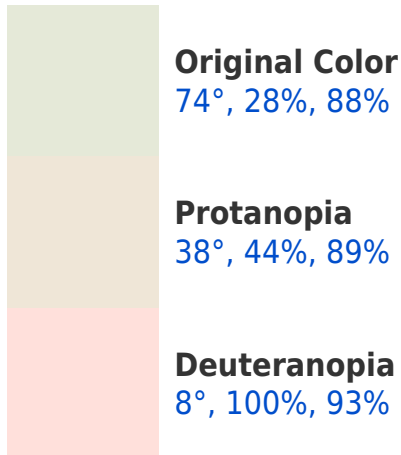 Original Color
74°, 28%, 88%
Protanopia
38°, 44%, 89%
Deuteranopia
8°, 100%, 93%